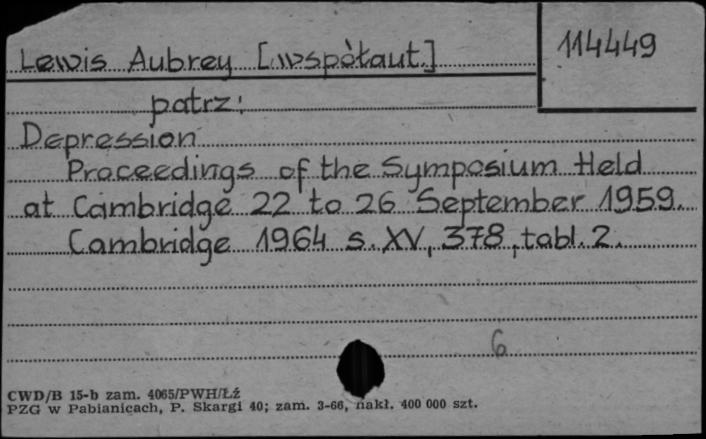 Lewis Aubrey [współaut.]
114449
patrz:
Depression
Proceedings of the Symposium Held
at Cambridge 22 to 26 September 1959.
Cambridge 1964 s. XV, 378, tabl. 2.
6
CWD/B 15-b zam. 4065/PWH/Łź
PZG w Pabianicach, P. Skargi 40; zam. 3-66, nakł. 400 000 szt.